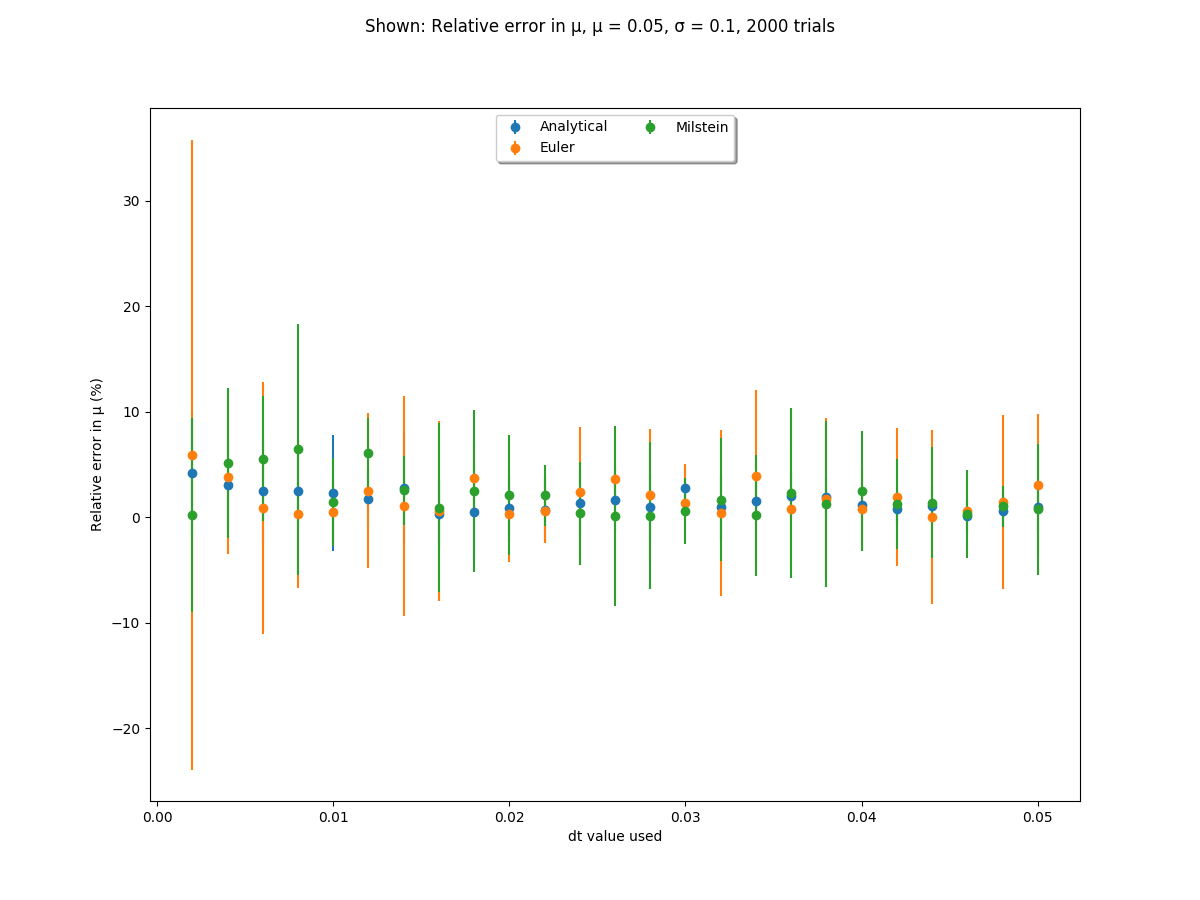 Shown: Relative error in μ, μ = 0.05, σ = 0.1, 2000 trials
Analytical
Euler
Milstein
Relative error in μ (%)
30
20
10
0
−10
−20
0.00 0.01 0.02 0.03 0.04 0.05
dt value used